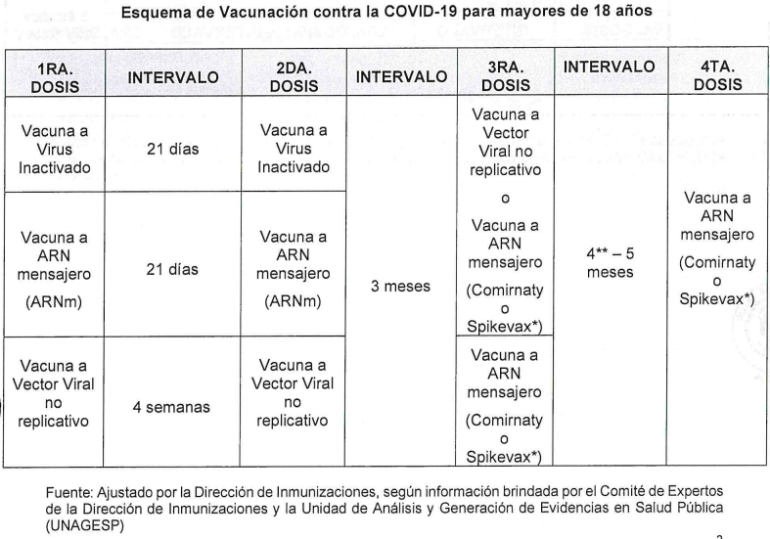 Esquema de Vacunación contra la COVID-19 para mayores de 18 años
1RA.
DOSIS
INTERVALO
2DA.
DOSIS
INTERVALO
3RA.
DOSIS
INTERVALO
4TA.
DOSIS
Vacuna a
Virus
Inactivado
21 días
Vacuna a
Virus
Inactivado
3 meses
Vacuna a
Vector
Viral no
replicativo
o
Vacuna a
ARN
mensajero
(Comirnaty
o
Spikevax*)
4** – 5
meses
Vacuna a
ARN
mensajero
(Comirnaty
o
Spikevax*)
Vacuna a
ARN
mensajero
(ARNm)
21 días
Vacuna a
ARN
mensajero
(ARNm)
Vacuna a
Vector Viral
no
replicativo
4 semanas
Vacuna a
Vector Viral
no
replicativo
Vacuna a
ARN
mensajero
(Comirnaty
o
Spikevax*)
Fuente: Ajustado por la Dirección de Inmunizaciones, según información brindada por el Comité de Expertos
de la Dirección de Inmunizaciones y la Unidad de Análisis y Generación de Evidencias en Salud Pública
(UNAGESP)